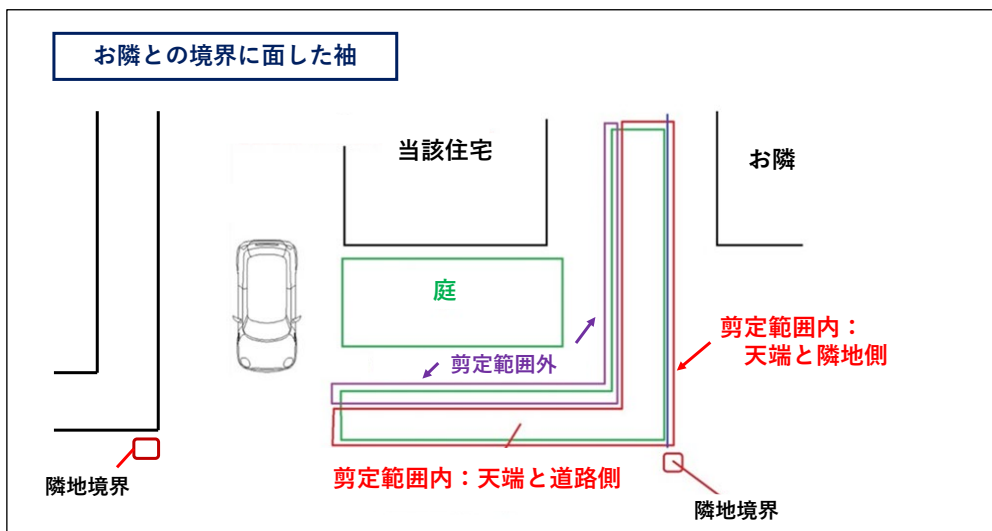 お隣との境界に面した袖
当該住宅
お隣
庭
剪定範囲外
剪定範囲内：
天端と隣地側
剪定範囲内：天端と道路側
隣地境界
隣地境界